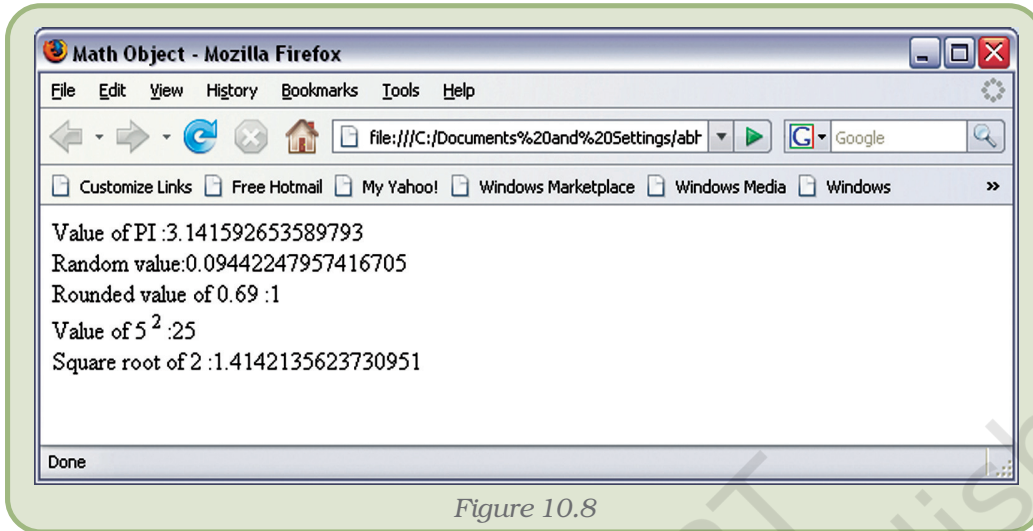 Math Object - Mozilla Firefox
File Edit View History Bookmarks Tools Help
file:///C:/Documents%20and%20Settings/abh G Google
Customize Links Free Hotmail My Yahoo! Windows Marketplace Windows Media Windows »
Value of PI :3.141592653589793
Random value:0.09442247957416705
Rounded value of 0.69 :1
Value of 5 2 :25
Square root of 2 :1.4142135623730951
Done
Figure 10.8